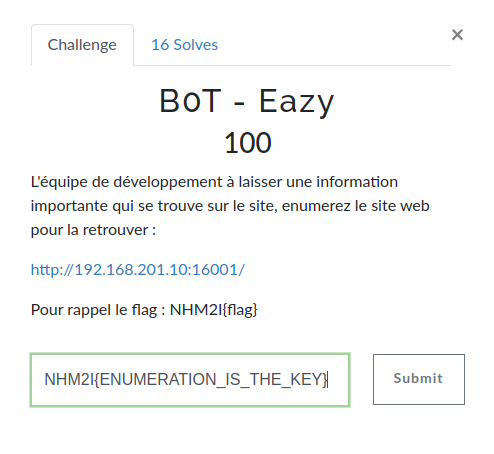 Challenge
16 Solves
×
BoT - Eazy
100
L'équipe de développement à laisser une information
importante qui se trouve sur le site, enumerez le site web
pour la retrouver :
http://192.168.201.10:16001/
Pour rappel le flag : NHM2I{flag}
NHM2I{ENUMERATION_IS_THE_KEY}
Submit